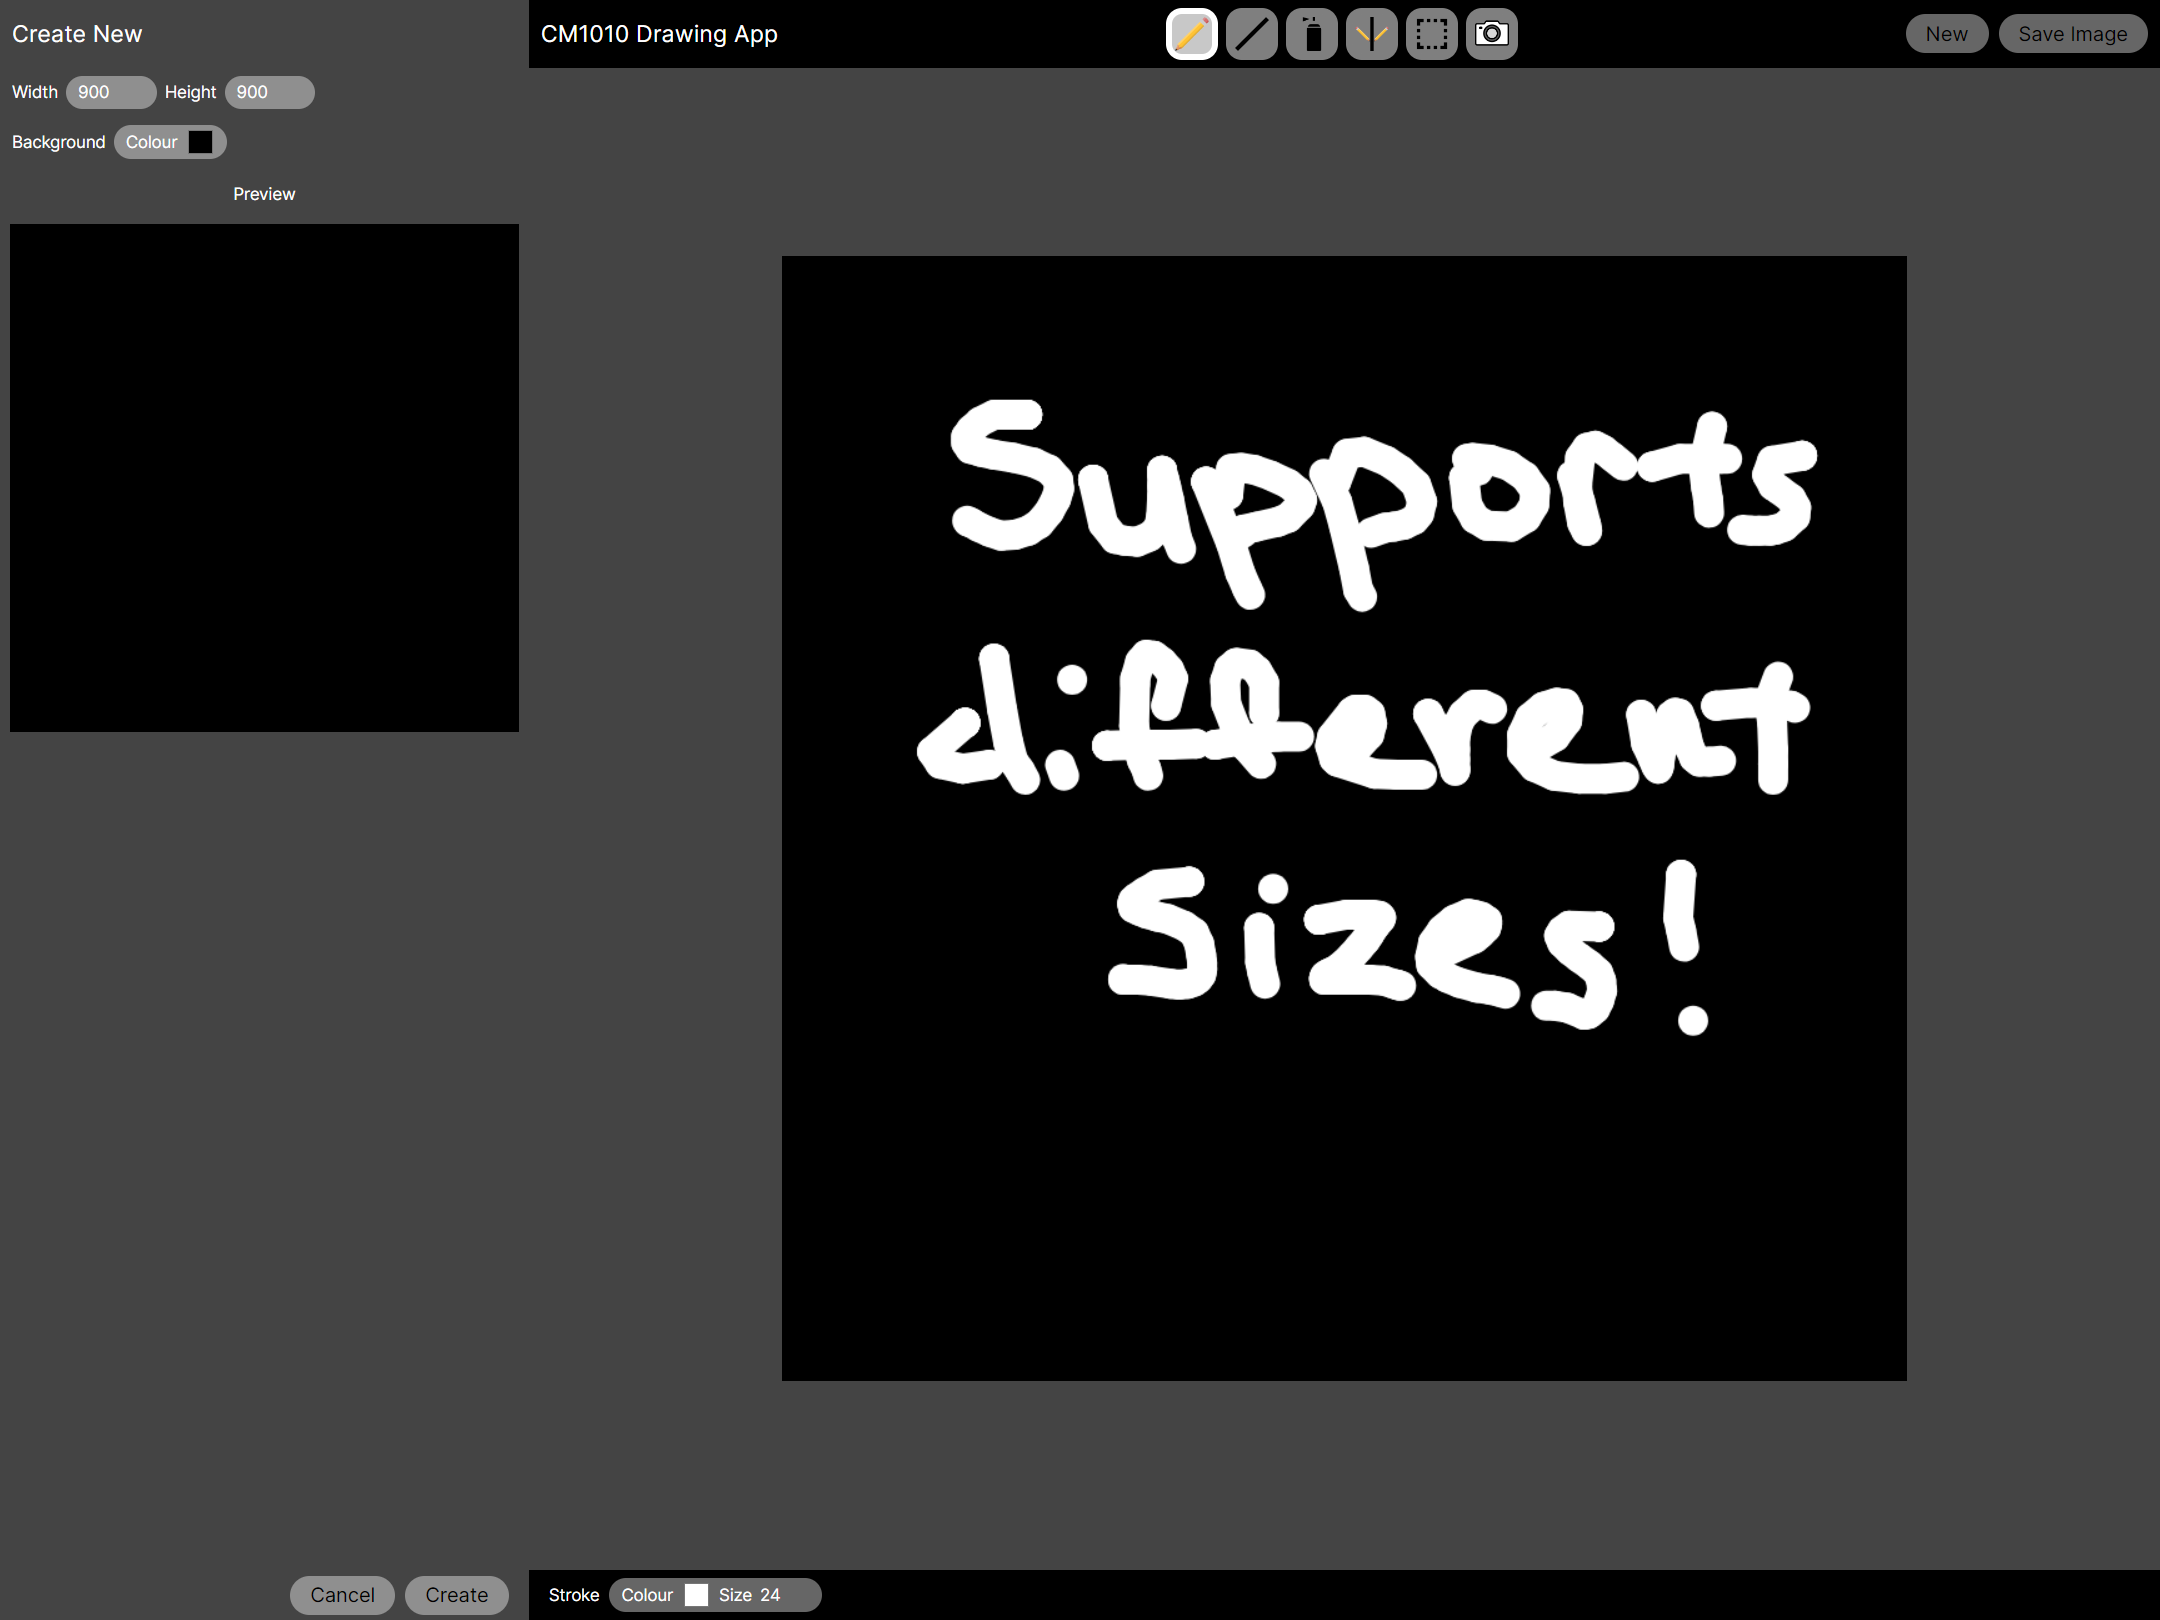 Create New
CM1010 Drawing App
New
Save Image
Width 900 Height 900
Background Colour
Preview
Supports
different
Sizes!
Cancel
Create
Stroke Colour Size 24